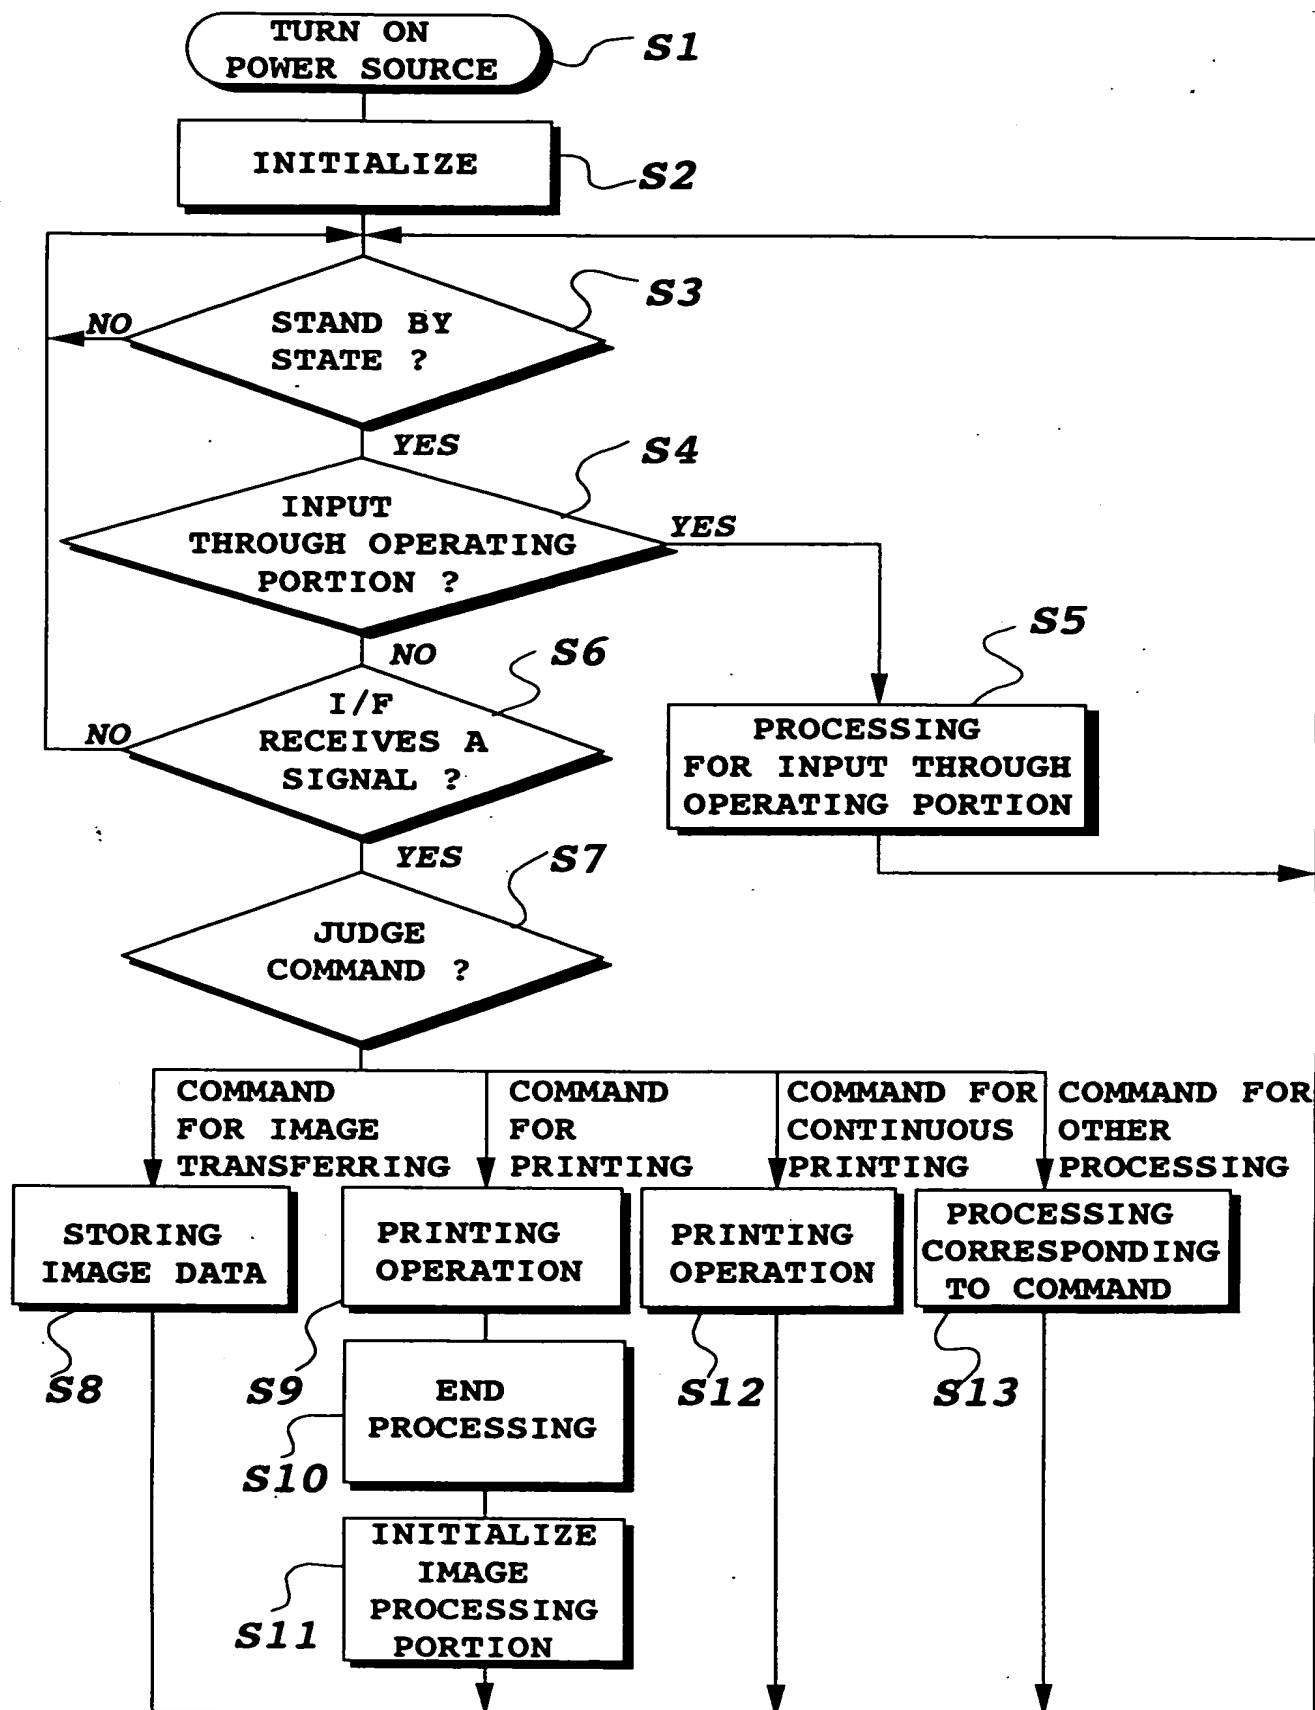 TURN ON
POWER SOURCE
S1
INITIALIZE
S2
STAND BY
STATE ?
S3
NO
YES
INPUT
THROUGH OPERATING
PORTION ?
S4
YES
NO
PROCESSING
FOR INPUT THROUGH
OPERATING PORTION
S5
I/F
RECEIVES A
SIGNAL ?
S6
NO
YES
JUDGE
COMMAND ?
S7
COMMAND
FOR IMAGE
TRANSFERRING
COMMAND
FOR
PRINTING
COMMAND FOR
CONTINUOUS
PRINTING
COMMAND FOR
OTHER
PROCESSING
STORING
IMAGE DATA
S8
PRINTING
OPERATION
S9
PRINTING
OPERATION
S12
PROCESSING
CORRESPONDING
TO COMMAND
S13
END
PROCESSING
S10
INITIALIZE
IMAGE
PROCESSING
PORTION
S11